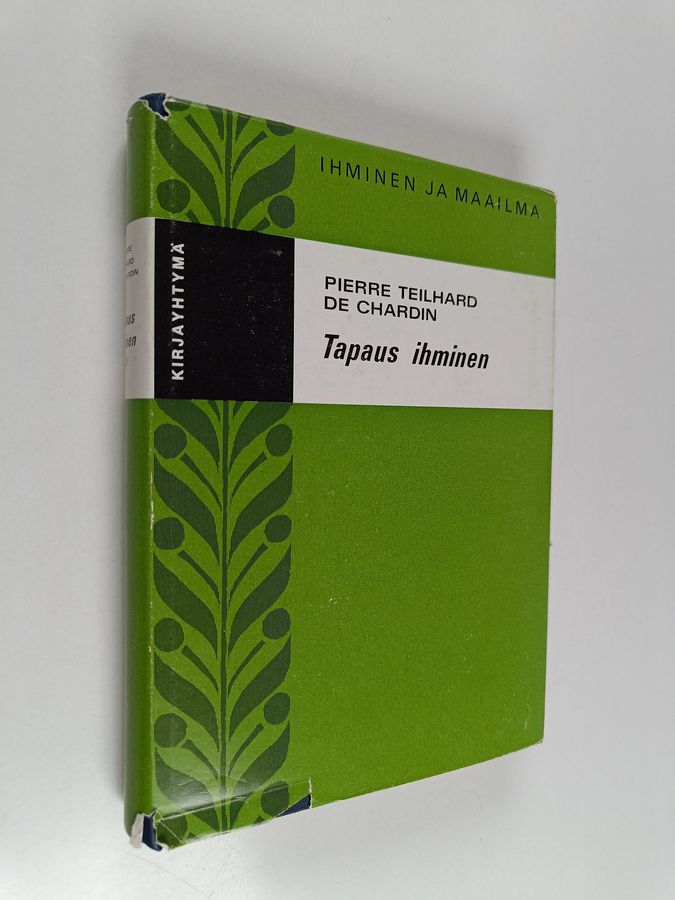 IHMINEN JA MAAILMA
KIRJAYHTYMÄ
PIERRE TEILHARD
DE CHARDIN
Tapaus ihminen